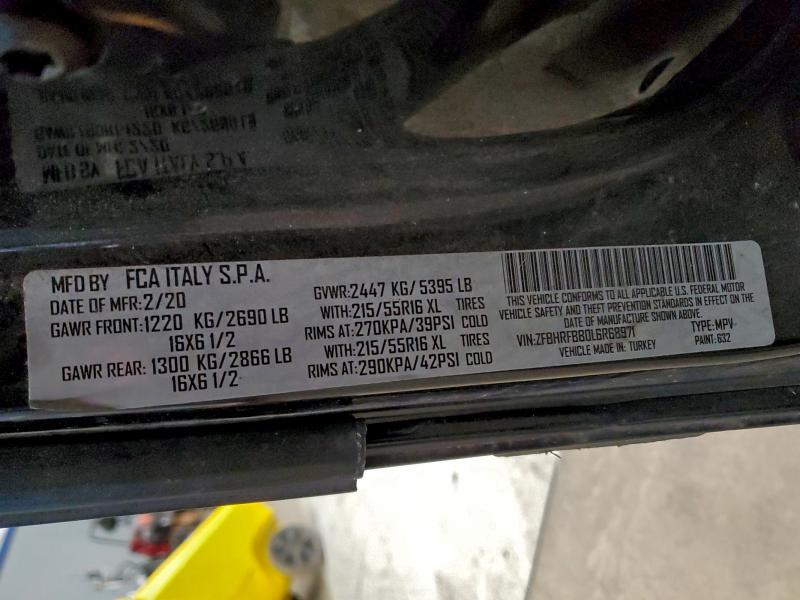 MFD BY FCA ITALY S.P.A.
DATE OF MFR:2/20
GAWR FRONT:1220 KG/2690 LB
16X6 1/2
GAWR REAR: 1300 KG/2866 LB
16X6 1/2
GVWR:2447 KG/5395 LB
WITH:215/55R16 XL TIRES
RIMS AT:270KPA/39PSI COLD
WITH:215/55R16 XL TIRES
RIMS AT:290KPA/42PSI COLD
THIS VEHICLE CONFORMS TO ALL APPLICABLE U.S. FEDERAL MOTOR
VEHICLE SAFETY AND THEFT PREVENTION STANDARDS IN EFFECT ON THE
DATE OF MANUFACTURE SHOWN ABOVE.
VIN:ZFBHRFBB0L6R68971 TYPE:MPV
VEHICLE MADE IN: TURKEY PAINT:632